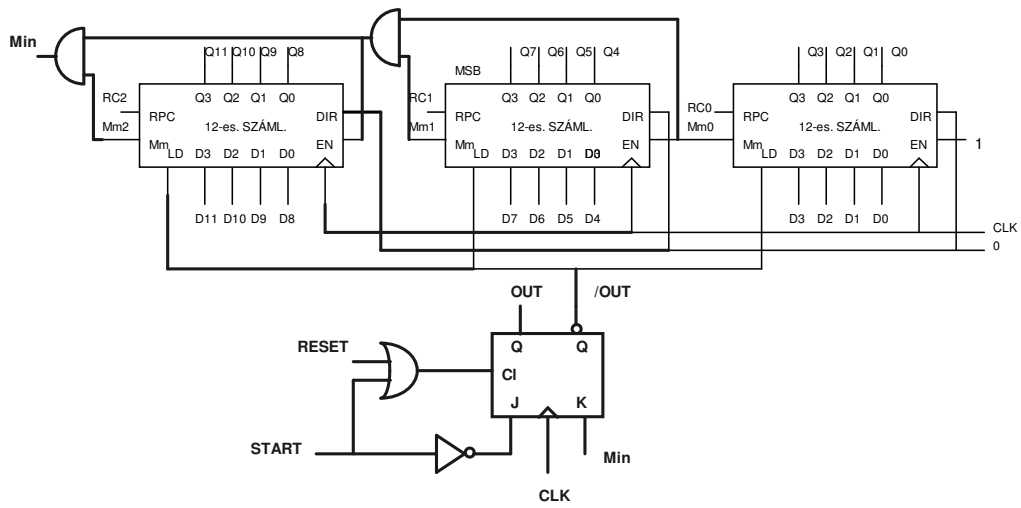 Min
Q11 Q10 Q9 Q8
MSB
Q7 Q6 Q5 Q4
Q3 Q2 Q1 Q0
RC2
RPC
Q3 Q2 Q1 Q0
DIR
12-es. SZÁML.
Mm2
Mm
LD D3 D2 D1 D0
EN
D11 D10 D9 D8
RC1
RPC
Q3 Q2 Q1 Q0
DIR
12-es. SZÁML.
Mm1
Mm
LD D3 D2 D1
EN
D7 D6 D5 D4
RC0
RPC
Q3 Q2 Q1 Q0
DIR
12-es. SZÁML.
Mm0
Mm
LD D3 D2 D1 D0
EN
1
D3 D2 D1 D0
CLK
0
OUT
/OUT
RESET
Q Q
Cl
J K
START
Min
CLK